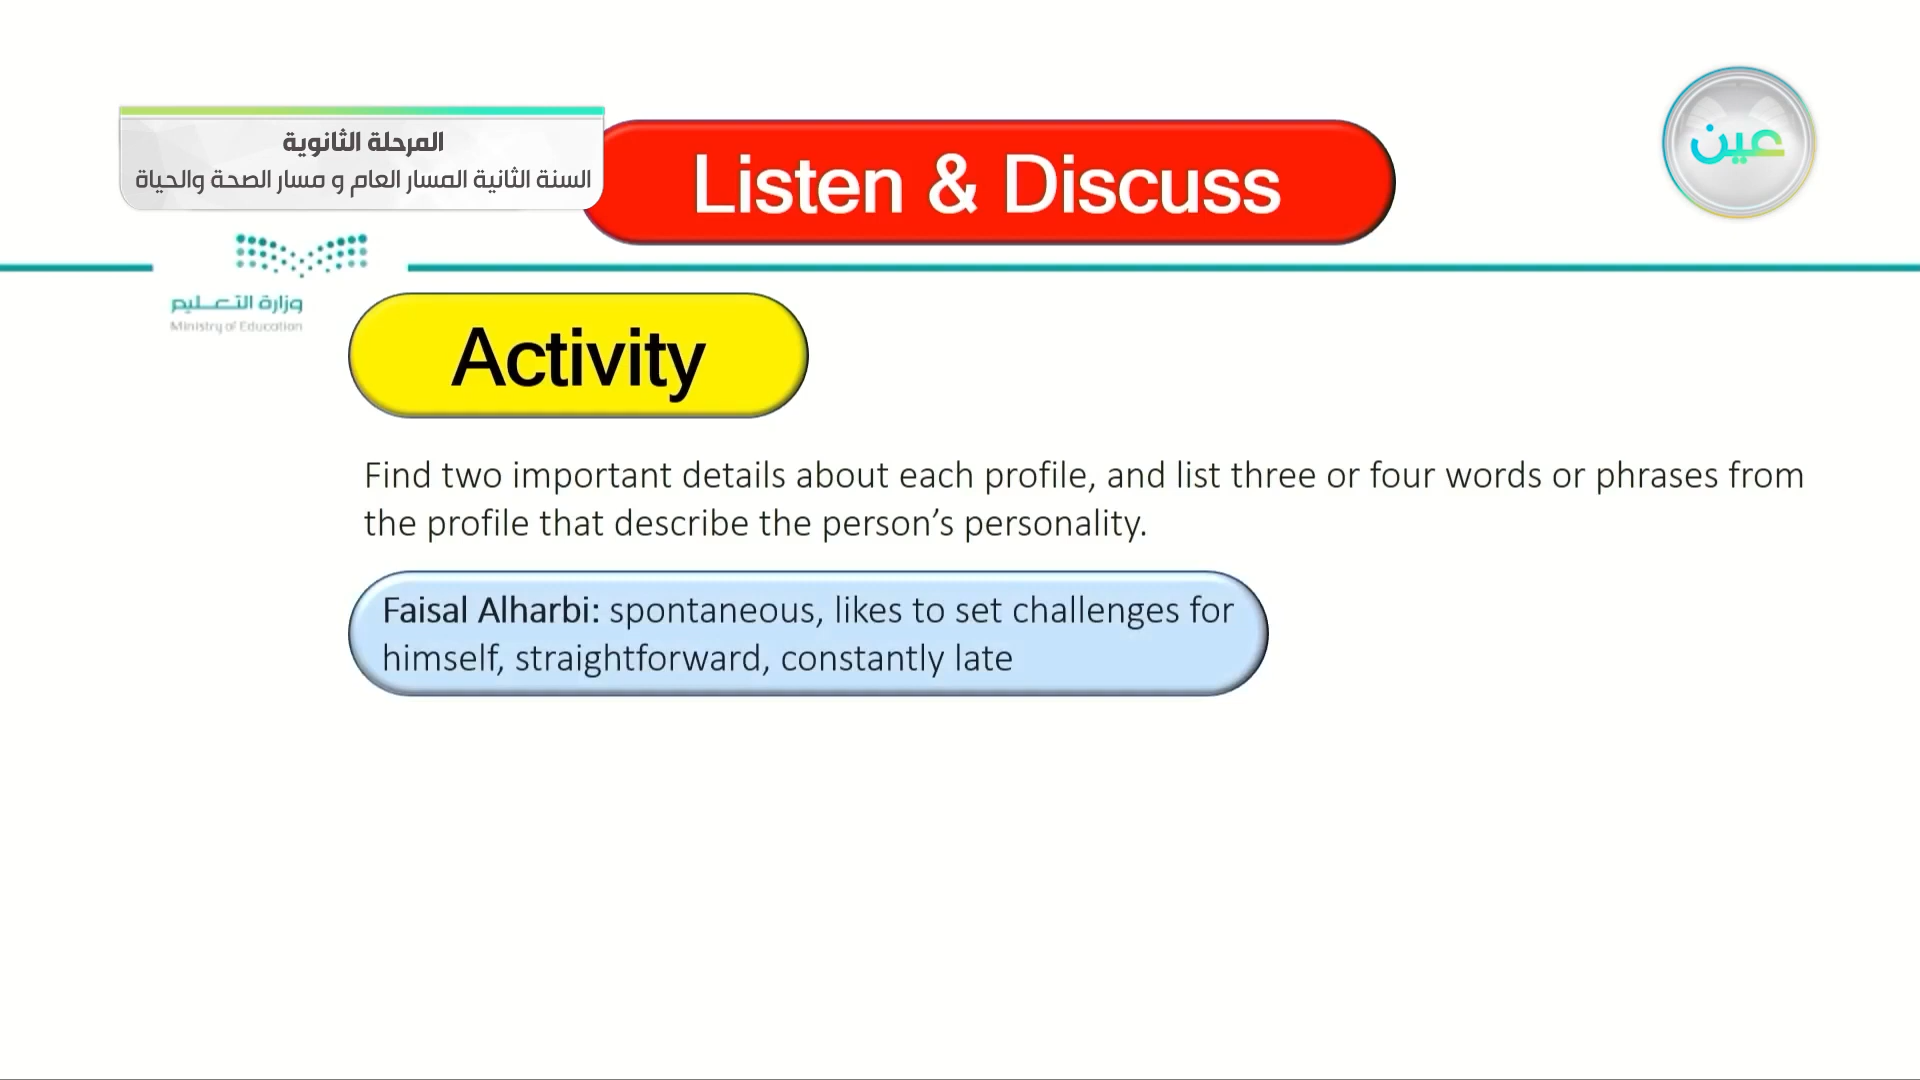 المرحلة الثانوية
السنة الثانية المسار العام و مسار الصحة والحياة
Listen & Discuss
عين
وزارة التعليم
Ministry of Education
Activity
Find two important details about each profile, and list three or four words or phrases from
the profile that describe the person’s personality.
Faisal Alharbi: spontaneous, likes to set challenges for
himself, straightforward, constantly late